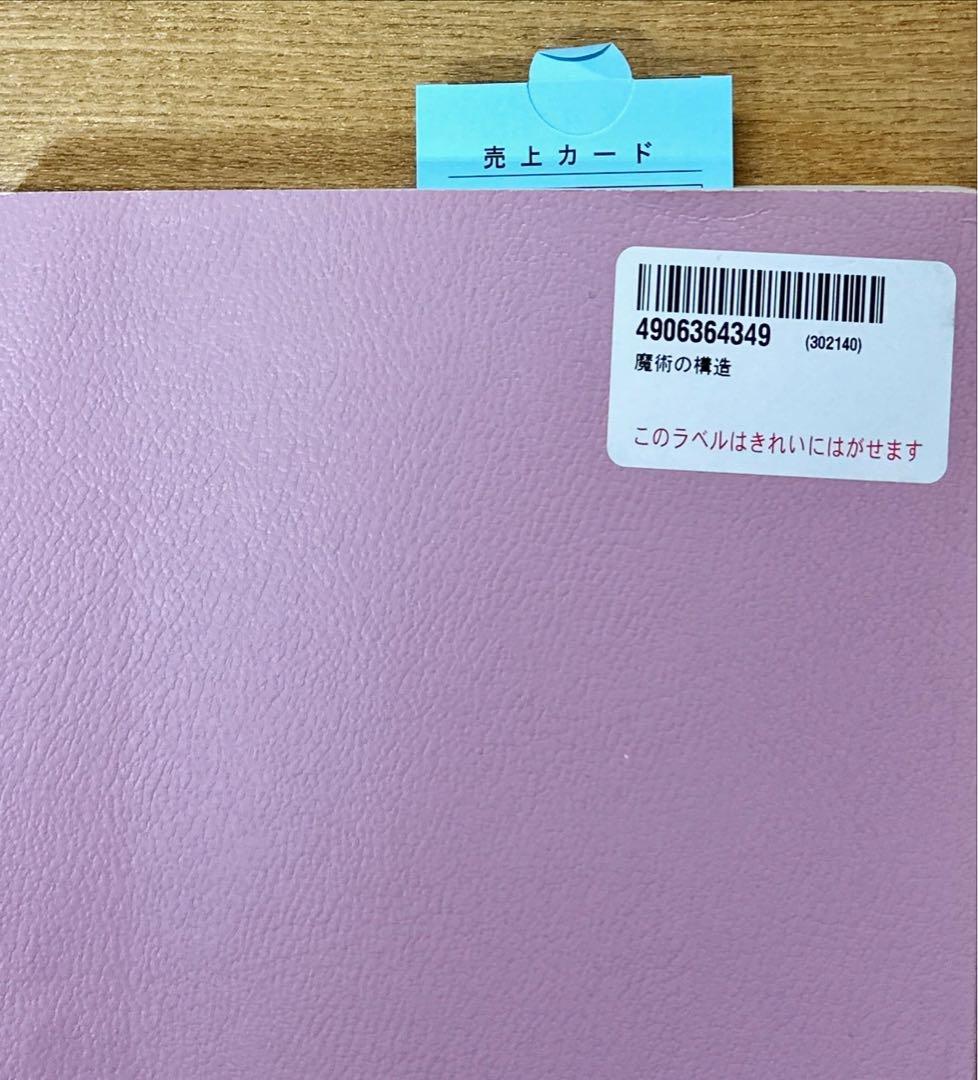 売上カード
4906364349 (302140)
魔術の構造
このラベルはきれいにはがせます